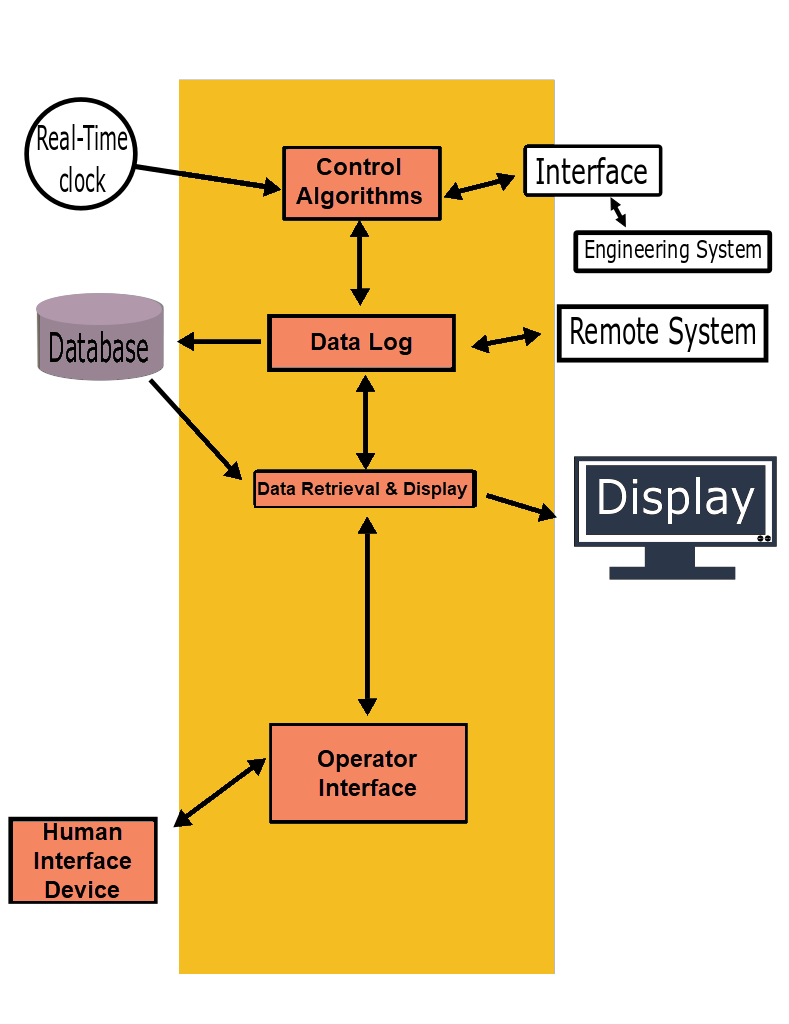 Real-Time
clock
Control
Algorithms
Interface
Engineering System
Database
Data Log
Remote System
Data Retrieval & Display
Display
Operator
Interface
Human
Interface
Device